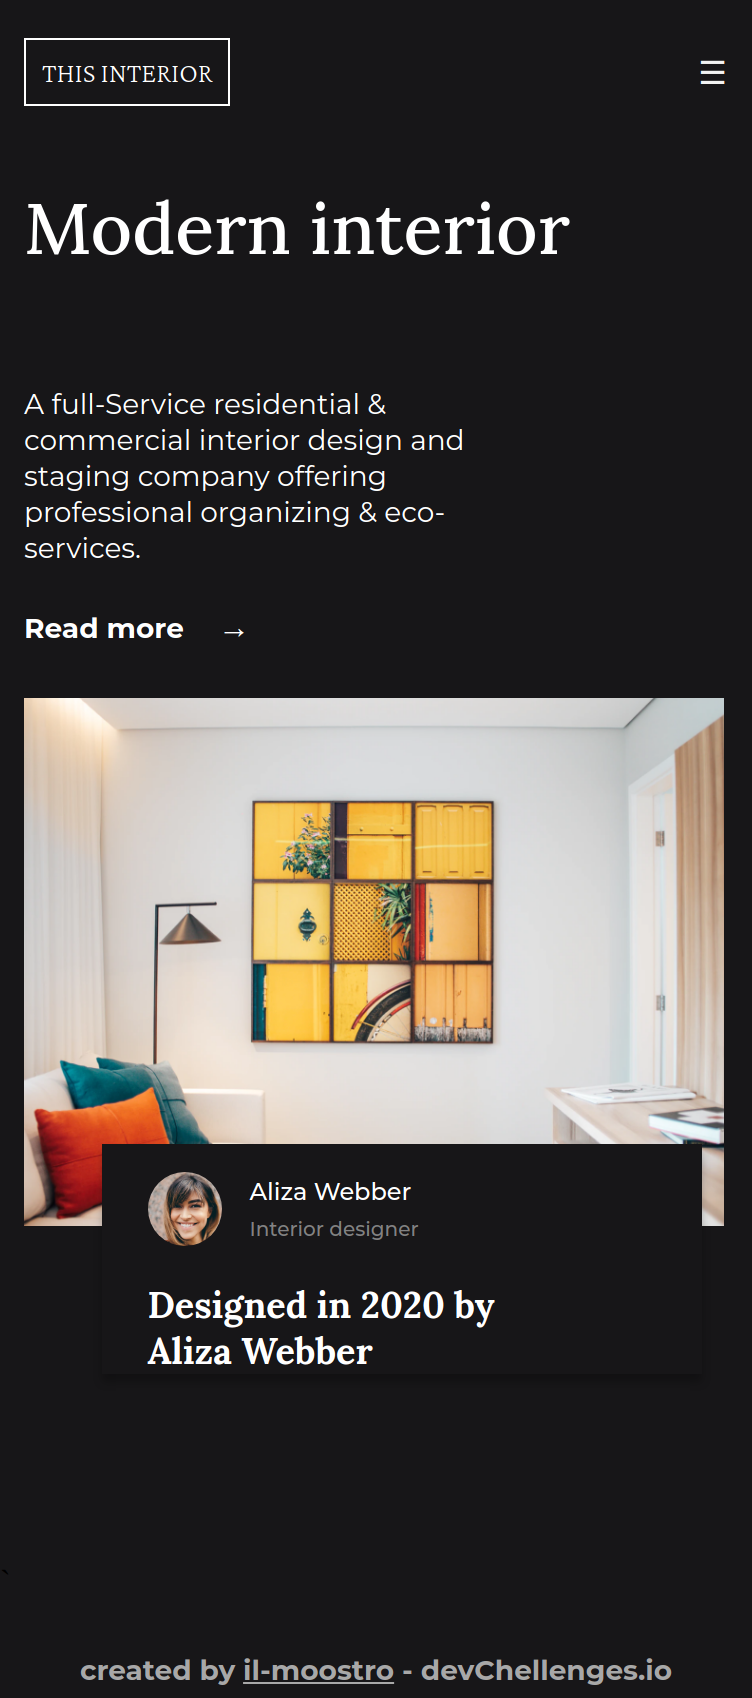 THIS INTERIOR
☰
Modern interior
A full-Service residential &
commercial interior design and
staging company offering
professional organizing & eco-
services.
Read more →
Aliza Webber
Interior designer
Designed in 2020 by
Aliza Webber
`
created by il-moostro - devChellenges.io